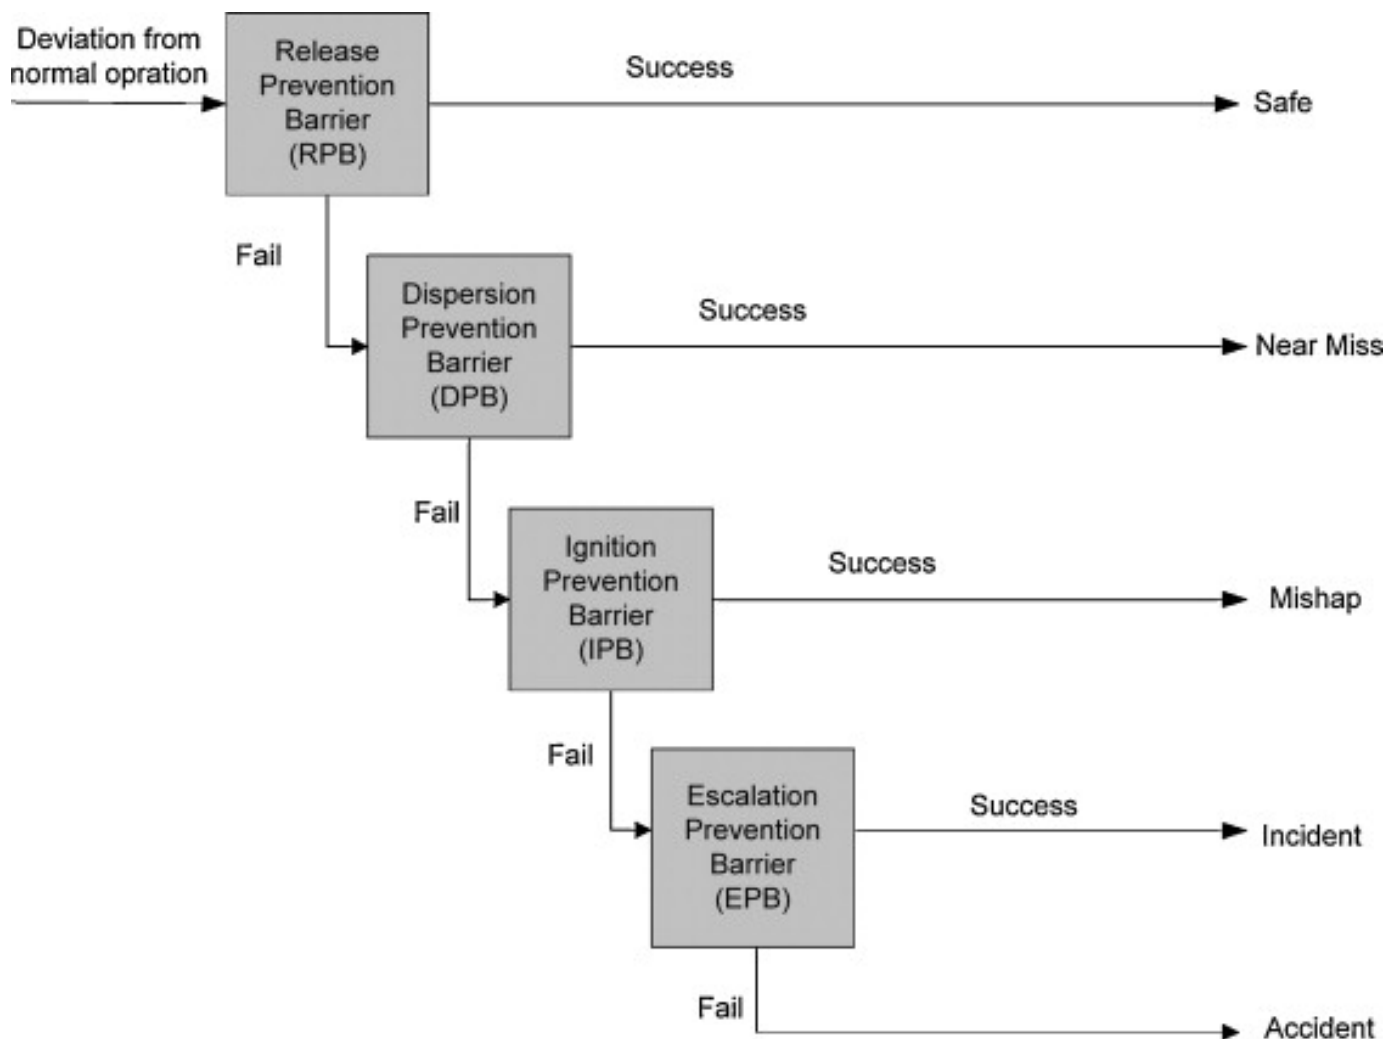 Deviation from
normal opration
Release
Prevention
Barrier
(RPB)
Success
Safe
Fail
Dispersion
Prevention
Barrier
(DPB)
Success
Near Miss
Fail
Ignition
Prevention
Barrier
(IPB)
Success
Mishap
Fail
Escalation
Prevention
Barrier
(EPB)
Success
Incident
Fail
Accident